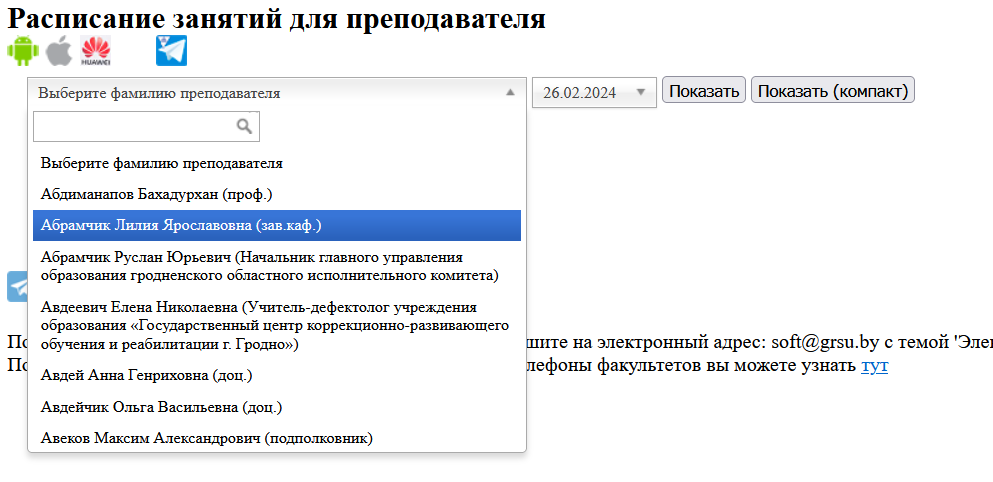 Расписание занятий для преподавателя
HUAWEI
Выберите фамилию преподавателя
26.02.2024
Показать
Показать (компакт)
Выберите фамилию преподавателя
Абдиманапов Бахадурхан (проф.)
Абрамчик Лилия Ярославовна (зав.каф.)
Абрамчик Руслан Юрьевич (Начальник главного управления
образования гродненского областного исполнительного комитета)
Авдеевич Елена Николаевна (Учитель-дефектолог учреждения
образования «Государственный центр коррекционно-развивающего
обучения и реабилитации г. Гродно»)
Авдей Анна Генриховна (доц.)
Авдейчик Ольга Васильевна (доц.)
Авеков Максим Александрович (подполковник)
По шите на электронный адрес: soft@grsu.by с темой 'Эле
По лефоны факультетов вы можете узнать тут